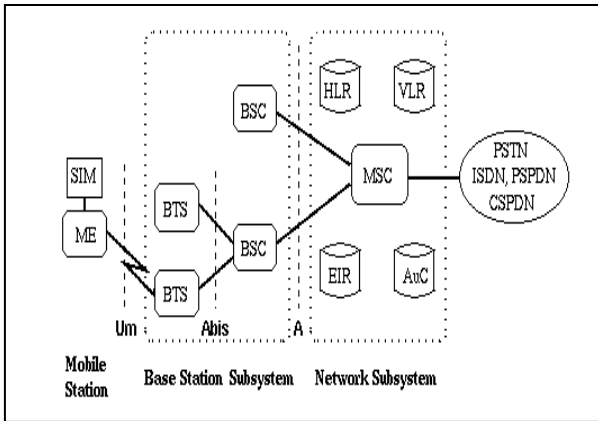 HLR
VLR
BSC
PSTN
ISDN, PSPDN
CSPDN
MSC
SIM
ME
BTS
BSC
BTS
EIR
AuC
Um
Abis
A
Mobile
Station
Base Station Subsystem
Network Subsystem